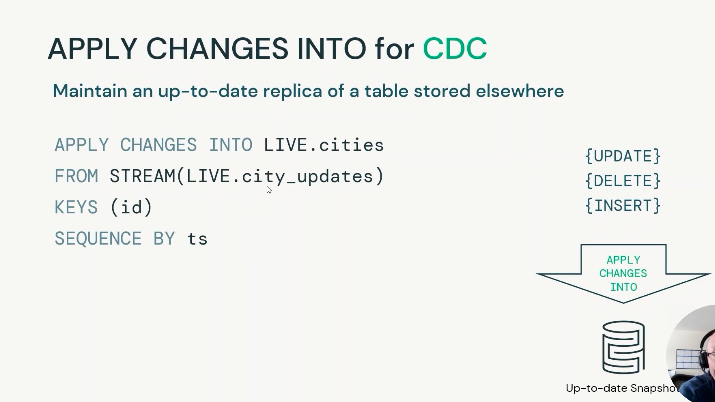 APPLY CHANGES INTO for CDC
Maintain an up-to-date replica of a table stored elsewhere
APPLY CHANGES INTO LIVE.cities
FROM STREAM(LIVE.city_updates)
KEYS (id)
SEQUENCE BY ts
{UPDATE}
{DELETE}
{INSERT}
APPLY
CHANGES
INTO
Up-to-date Snapshot